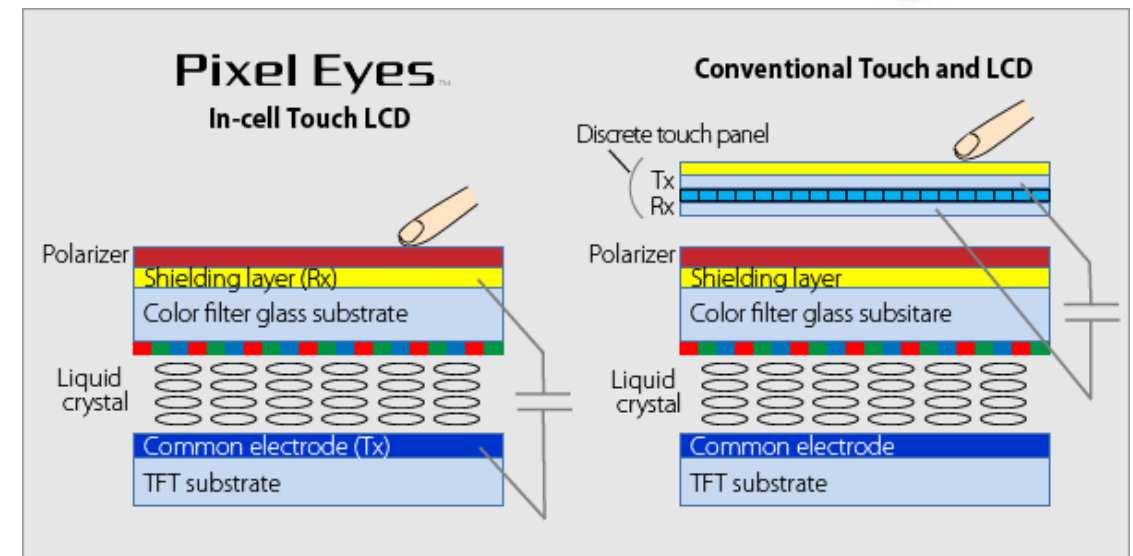 Pixel Eyes™
In-cell Touch LCD
Polarizer
Shielding layer (Rx)
Color filter glass substrate
Liquid
crystal
Common electrode (Tx)
TFT substrate
Conventional Touch and LCD
Discrete touch panel
Tx
Rx
Polarizer
Shielding layer
Color filter glass subsitare
Liquid
crystal
Common electrode
TFT substrate